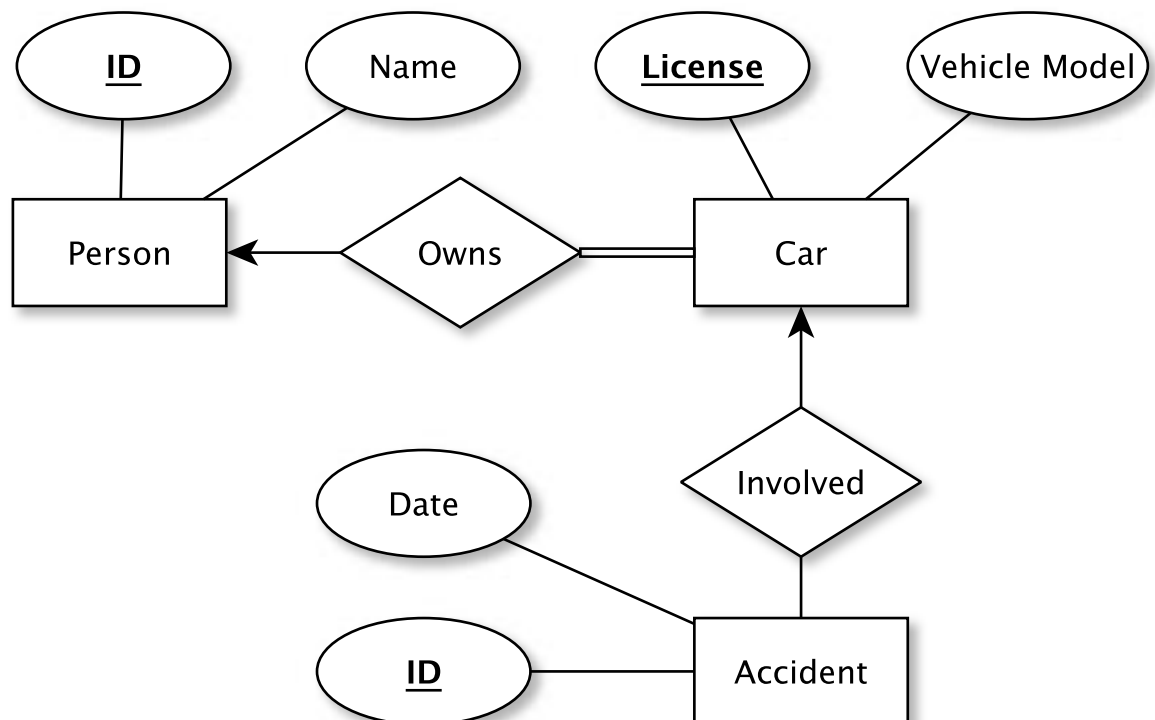 ID
Name
License
Vehicle Model
Person
Owns
Car
Involved
Date
ID
Accident